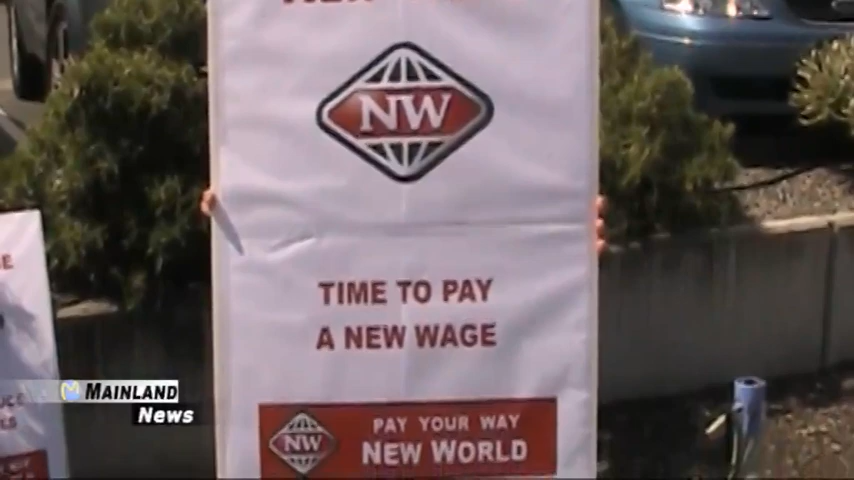 NW
TIME TO PAY
A NEW WAGE
NW
PAY YOUR WAY
NEW WORLD
MAINLAND
News